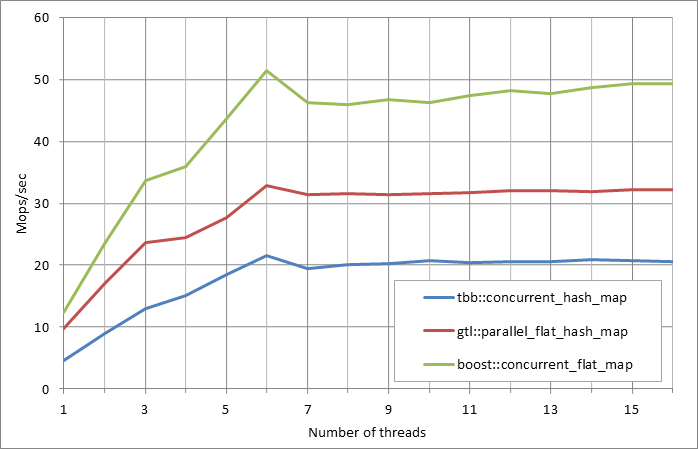 60
50
40
30
20
10
0
Mops/sec
tbb::concurrent_hash_map
gtl::parallel_flat_hash_map
boost::concurrent_flat_map
1 3 5 7 9 11 13 15
Number of threads